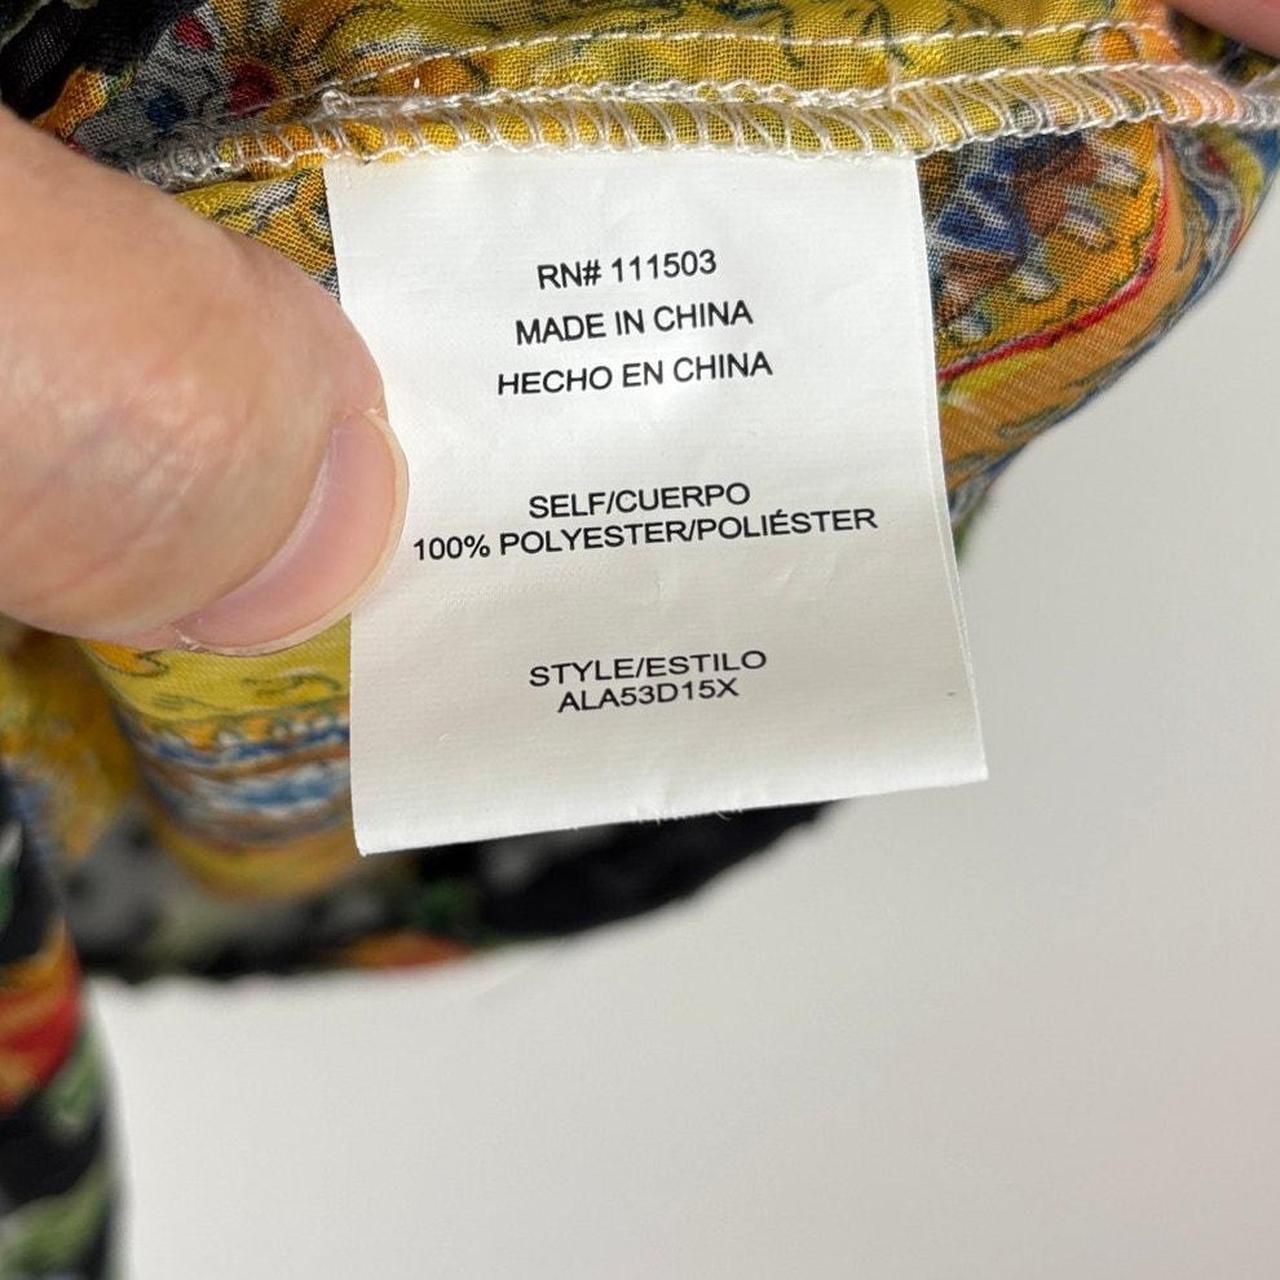 RN# 111503
MADE IN CHINA
HECHO EN CHINA
SELF/CUERPO
100% POLYESTER/POLIÉSTER
STYLE/ESTILO
ALA53D15X